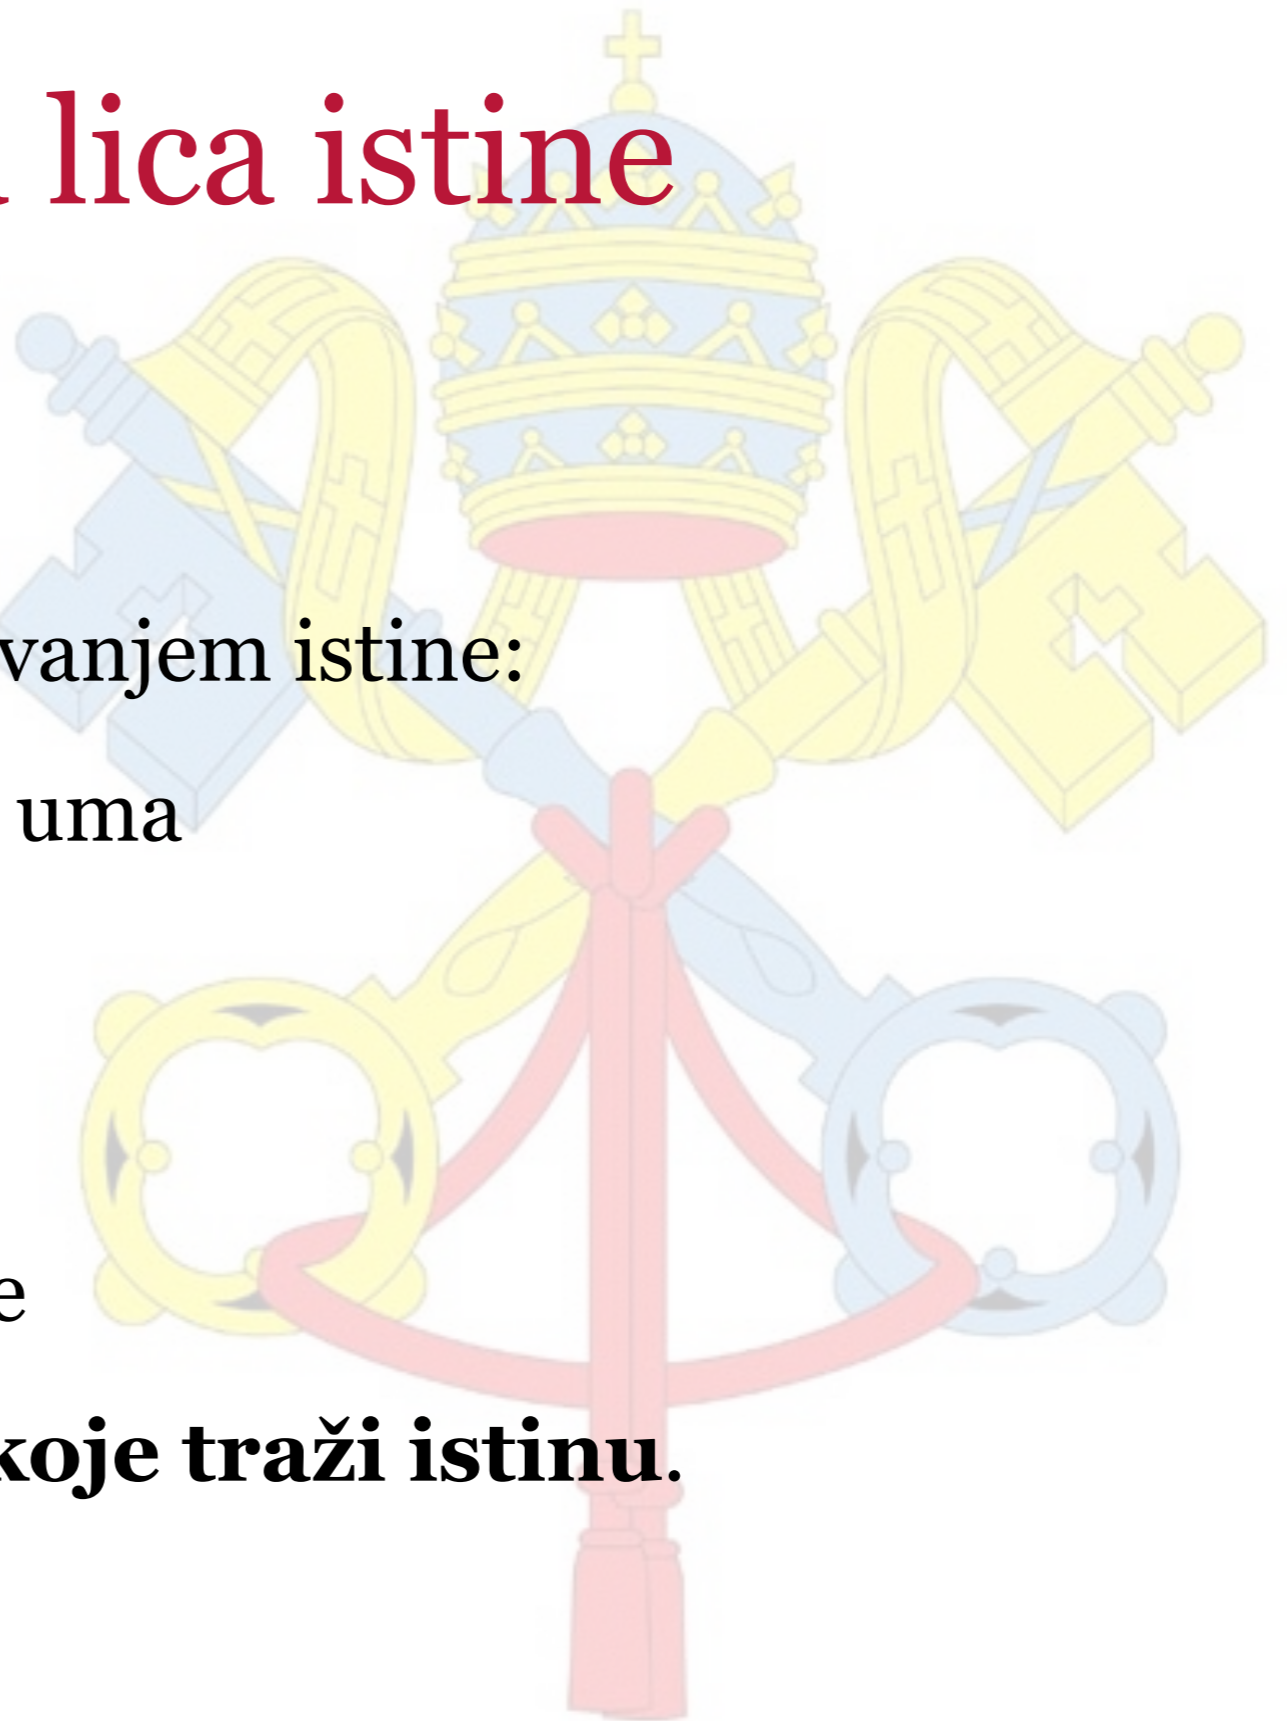 lica istine
vanjem istine:
uma
e
koje traži istinu.